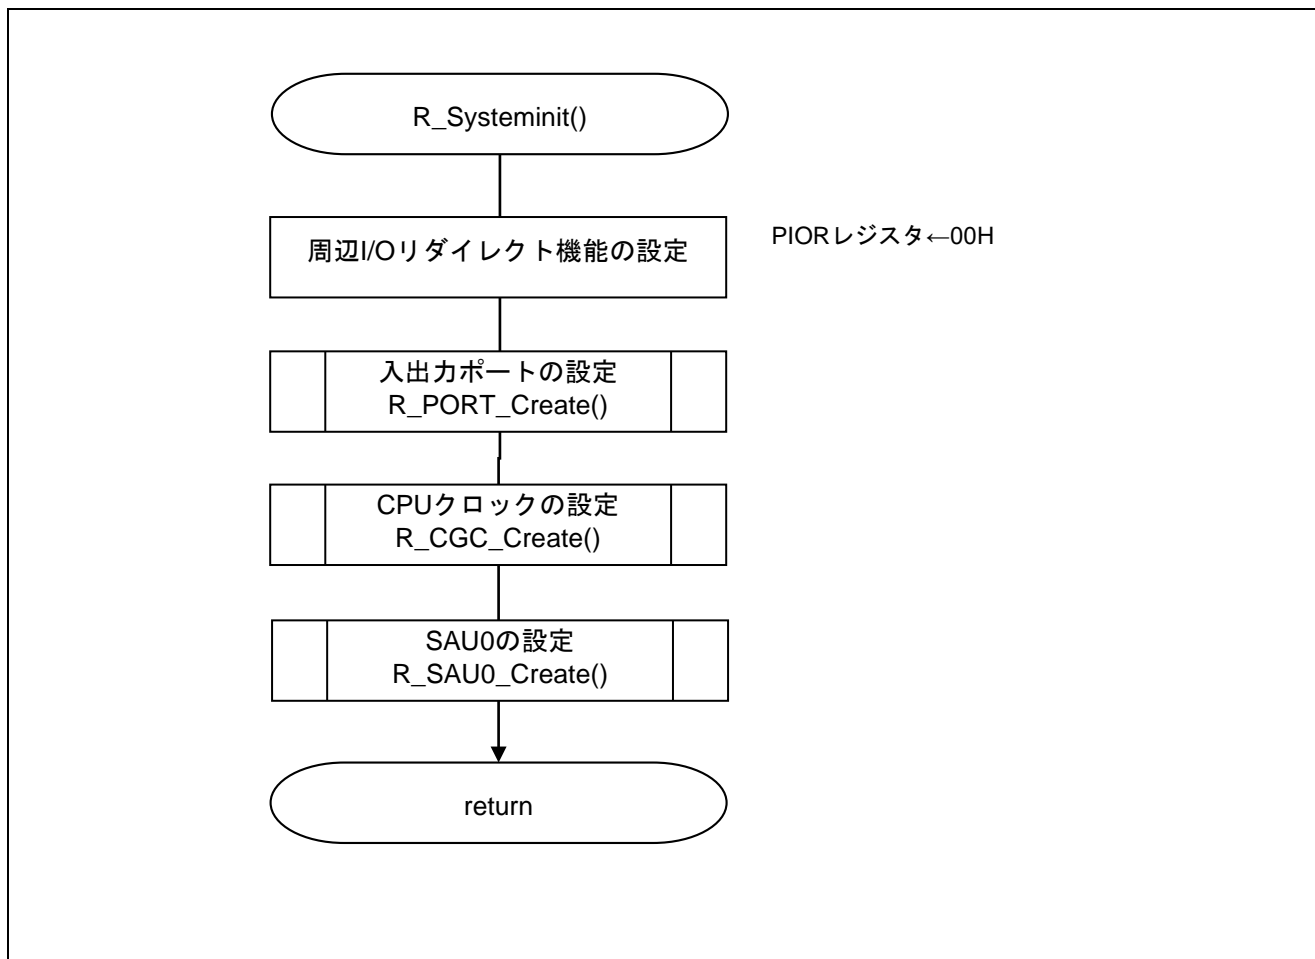 R_Systeminit()
周辺I/Oリダイレクト機能の設定
PIORレジスタ←00H
入出力ポートの設定
R_PORT_Create()
CPUクロックの設定
R_CGC_Create()
SAU0の設定
R_SAU0_Create()
return